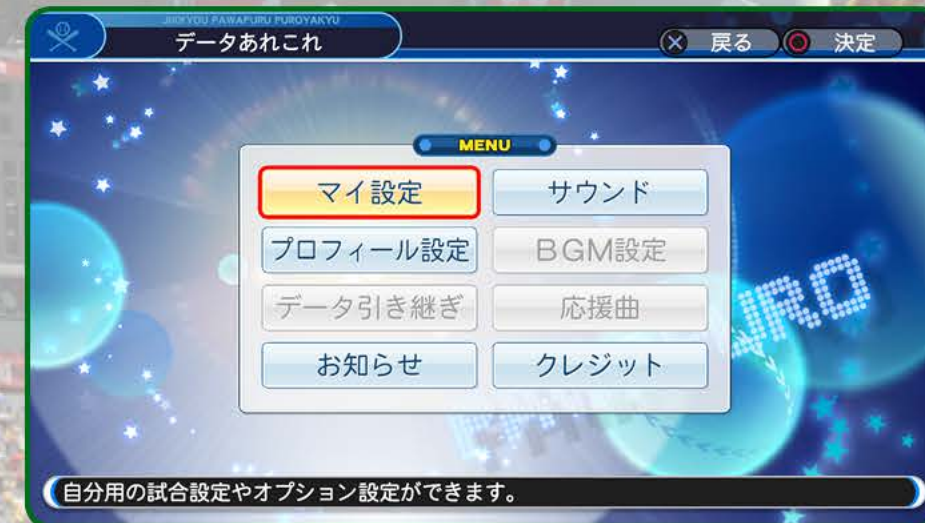 JIKKYOU PAWAFURU PUROYAKYU
データあれこれ
戻る 決定
MENU
マイ設定 サウンド
プロフィール設定 BGM設定
データ引き継ぎ 応援曲
お知らせ クレジット
自分用の試合設定やオプション設定ができます。